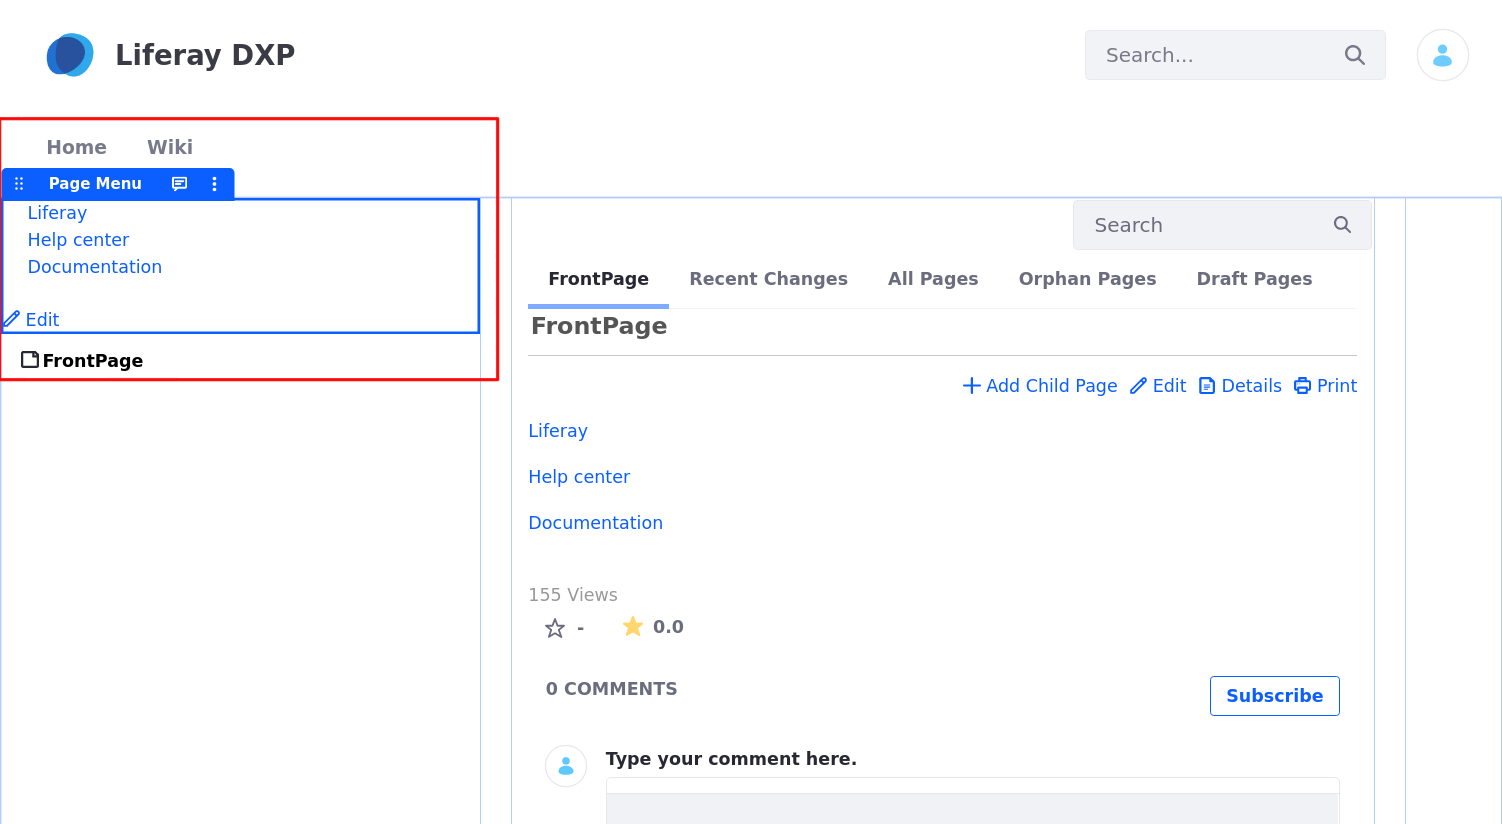 Liferay DXP
Search...
Home Wiki
Page Menu
Liferay
Help center
Documentation
Edit
FrontPage
Search
FrontPage Recent Changes All Pages Orphan Pages Draft Pages
FrontPage
Add Child Page Edit Details Print
Liferay
Help center
Documentation
155 Views
- 0.0
0 COMMENTS
Subscribe
Type your comment here.